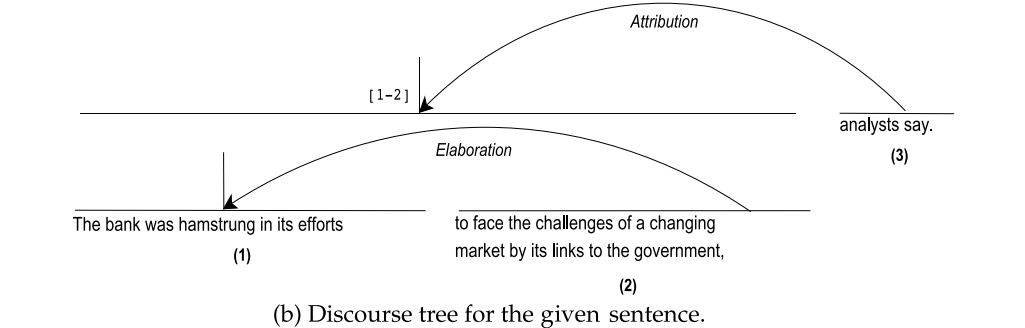 Attribution
[1-2]
analysts say.
(3)
Elaboration
The bank was hamstrung in its efforts
(1)
to face the challenges of a changing
market by its links to the government,
(2)
(b) Discourse tree for the given sentence.